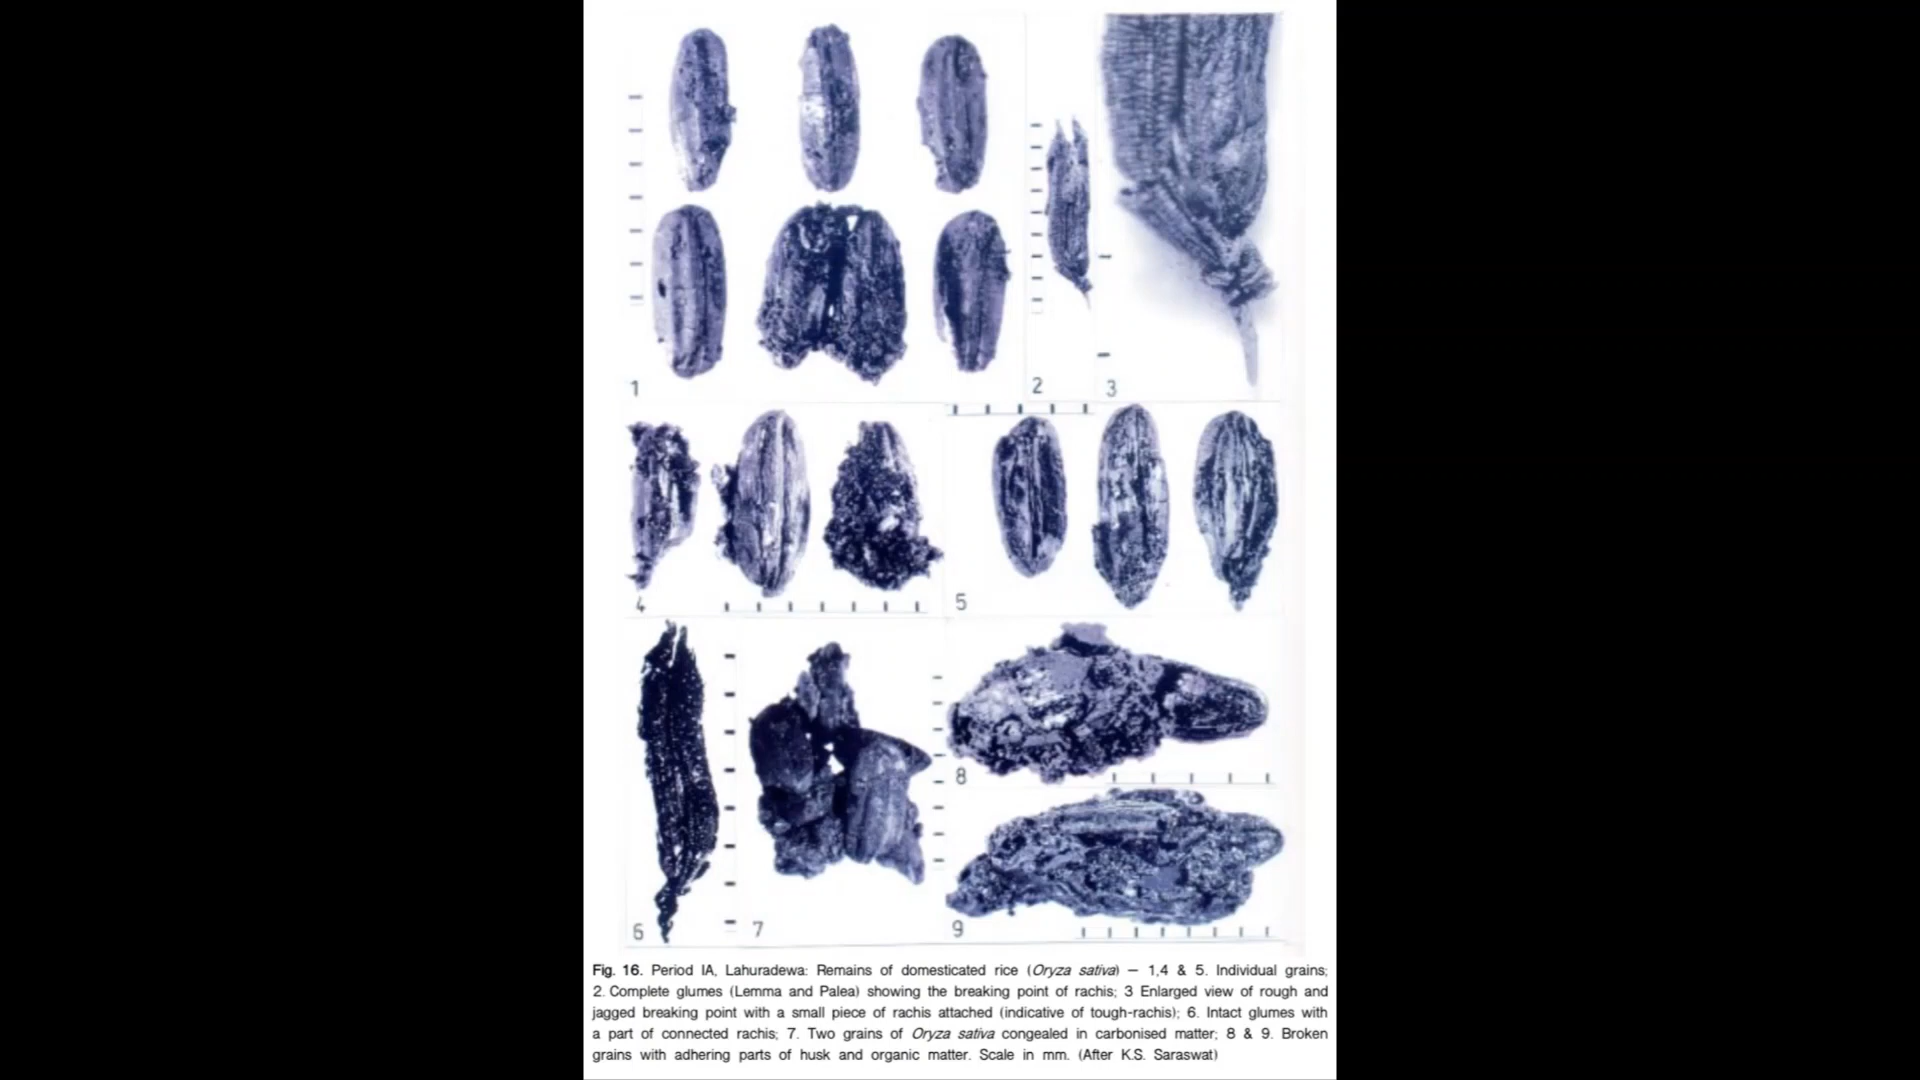 1
2
3
4
5
6
7
8
9
Fig. 16. Period IA, Lahuradewa: Remains of domesticated rice (Oryza sativa) – 1,4 & 5. Individual grains;
2. Complete glumes (Lemma and Palea) showing the breaking point of rachis; 3 Enlarged view of rough and
jagged breaking point with a small piece of rachis attached (indicative of tough-rachis); 6. Intact glumes with
a part of connected rachis; 7. Two grains of Oryza sativa congealed in carbonised matter; 8 & 9. Broken
grains with adhering parts of husk and organic matter. Scale in mm. (After K.S. Saraswat)